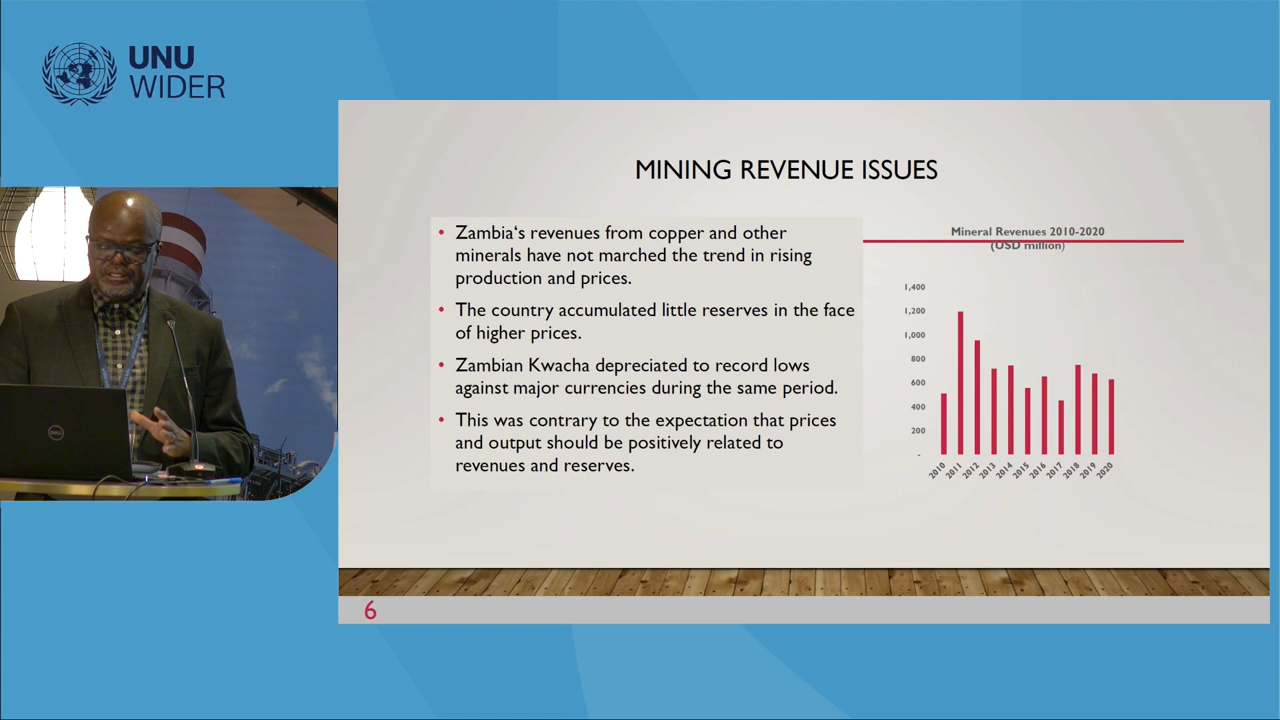 UNU
WIDER
MINING REVENUE ISSUES
• Zambia‘s revenues from copper and other
minerals have not marched the trend in rising
production and prices.
• The country accumulated little reserves in the face
of higher prices.
• Zambian Kwacha depreciated to record lows
against major currencies during the same period.
• This was contrary to the expectation that prices
and output should be positively related to
revenues and reserves.
Mineral Revenues 2010-2020
(USD million)
1,400
1,200
1,000
800
600
400
200
-
2010 2011 2012 2013 2014 2015 2016 2017 2018 2019 2020
6
DELL